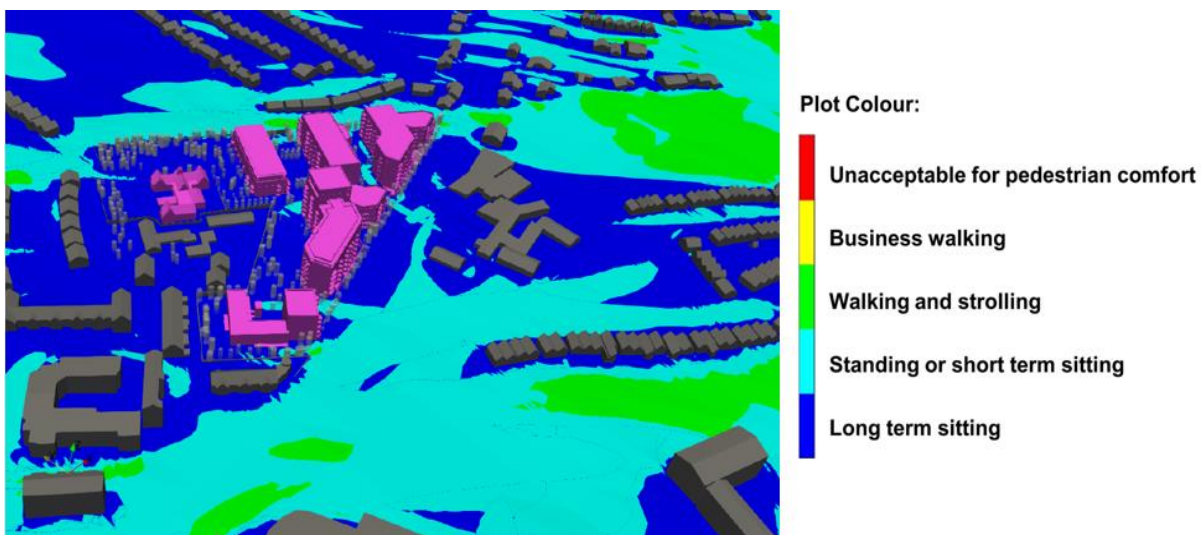 Plot Colour:
Unacceptable for pedestrian comfort
Business walking
Walking and strolling
Standing or short term sitting
Long term sitting